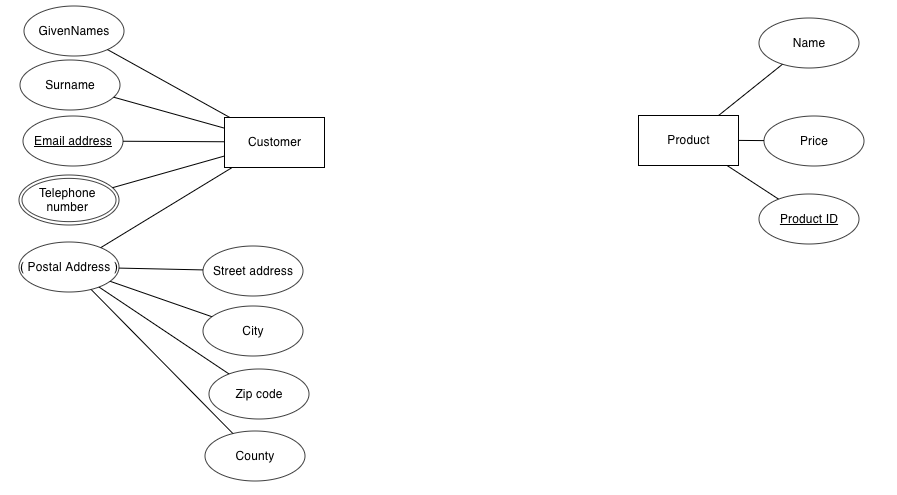 GivenNames
Surname
Email address
Telephone
number
( Postal Address )
Customer
Street address
City
Zip code
County
Product
Name
Price
Product ID